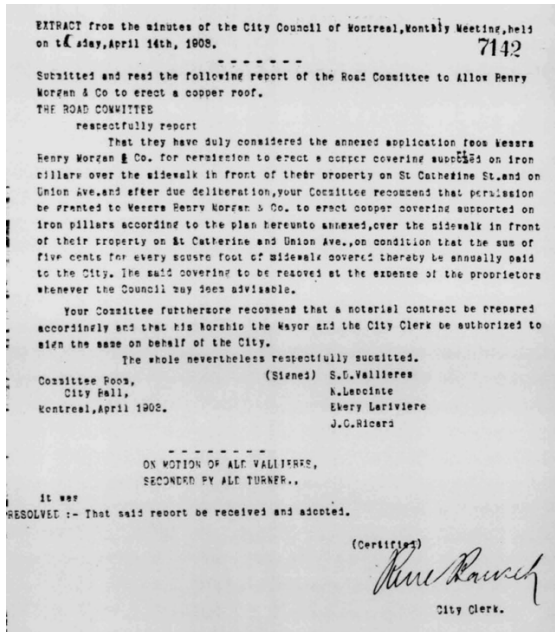 EXTRACT from the minutes of the City Council of Montreal,Monthly Meeting,held
on day,April 14th, 1903.
7142
Submitted and read the following report of the Road Committee to Allow Henry
Morgan & Co to erect a copper roof.
THE ROAD COMMITTEE
respectfully report
That they have duly considered the annexed application from Messrs
Henry Morgan & Co. for permission to erect a copper covering on iron
pillars over the sidewalk in front of their property on St Catherine St.and on
Union Ave.and after due deliberation,your Committee recommend that permission
be granted to Messrs Henry Morgan & Co. to erect copper covering supported on
iron pillars according to the plan hereunto annexed,over the sidewalk in front
of their property on St Catherine and Union Ave.,on condition that the sum of
five cents for every square foot of sidewalk covered thereby be annually paid
to the City. The said covering to be removed at the expense of the proprietors
whenever the Council may deem advisable.
Your Committee furthermore recommend that a notarial contract be prepared
accordingly and that his Worship the Mayor and the City Clerk be authorized to
sign the same on behalf of the City.
The whole nevertheless respectfully submitted.
Committee Room, (Signed) S.D.Vallieres
City Hall, Lapointe
Montreal,April 1903. Lariviere
J.C.Ricard
ON MOTION OF ALD VALLIERES,
SECONDED BY ALD TURNER.,
it was
RESOLVED :- That said report be received and adopted.
(Certified)
City Clerk.